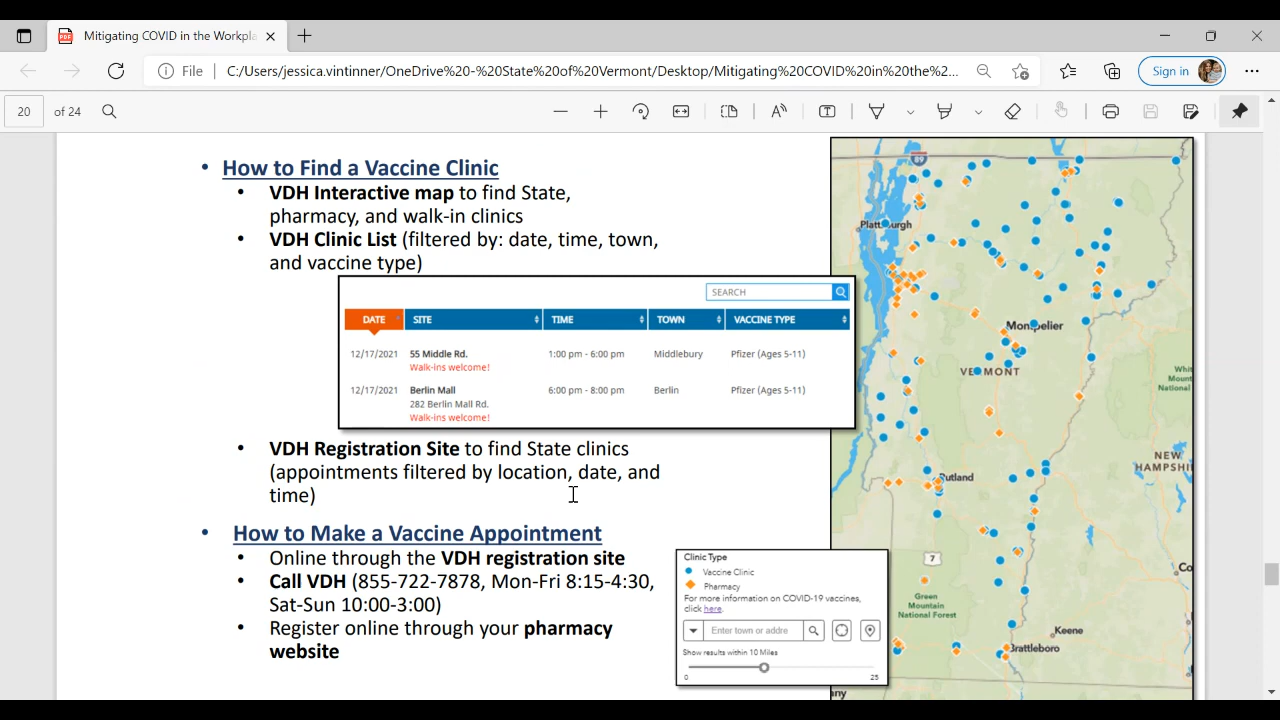 Mitigating COVID in the Workpla
File
C:/Users/jessica.vintinner/OneDrive%20-%20State%20of%20Vermont/Desktop/Mitigating%20COVID%20in%20the%2...
Sign in
20 of 24
• How to Find a Vaccine Clinic
• VDH Interactive map to find State,
pharmacy, and walk-in clinics
• VDH Clinic List (filtered by: date, time, town,
and vaccine type)
SEARCH
DATE SITE TIME TOWN VACCINE TYPE
12/17/2021 55 Middle Rd. 1:00 pm - 6:00 pm Middlebury Pfizer (Ages 5-11)
Walk-ins welcome!
12/17/2021 Berlin Mall 6:00 pm - 8:00 pm Berlin Pfizer (Ages 5-11)
282 Berlin Mall Rd.
Walk-ins welcome!
• VDH Registration Site to find State clinics
(appointments filtered by location, date, and
time)
• How to Make a Vaccine Appointment
• Online through the VDH registration site
• Call VDH (855-722-7878, Mon-Fri 8:15-4:30,
Sat-Sun 10:00-3:00)
• Register online through your pharmacy
website
Clinic Type
Vaccine Clinic
Pharmacy
For more information on COVID-19 vaccines,
click here.
Enter town or addre
Show results within 10 Miles
0 25
89
Plattsburgh
Montpelier
VERMONT
Whit
Mount
National
NEW
HAMPSHI
Rutland
7
Green
Mountain
National Forest
Co
Keene
Brattleboro
any